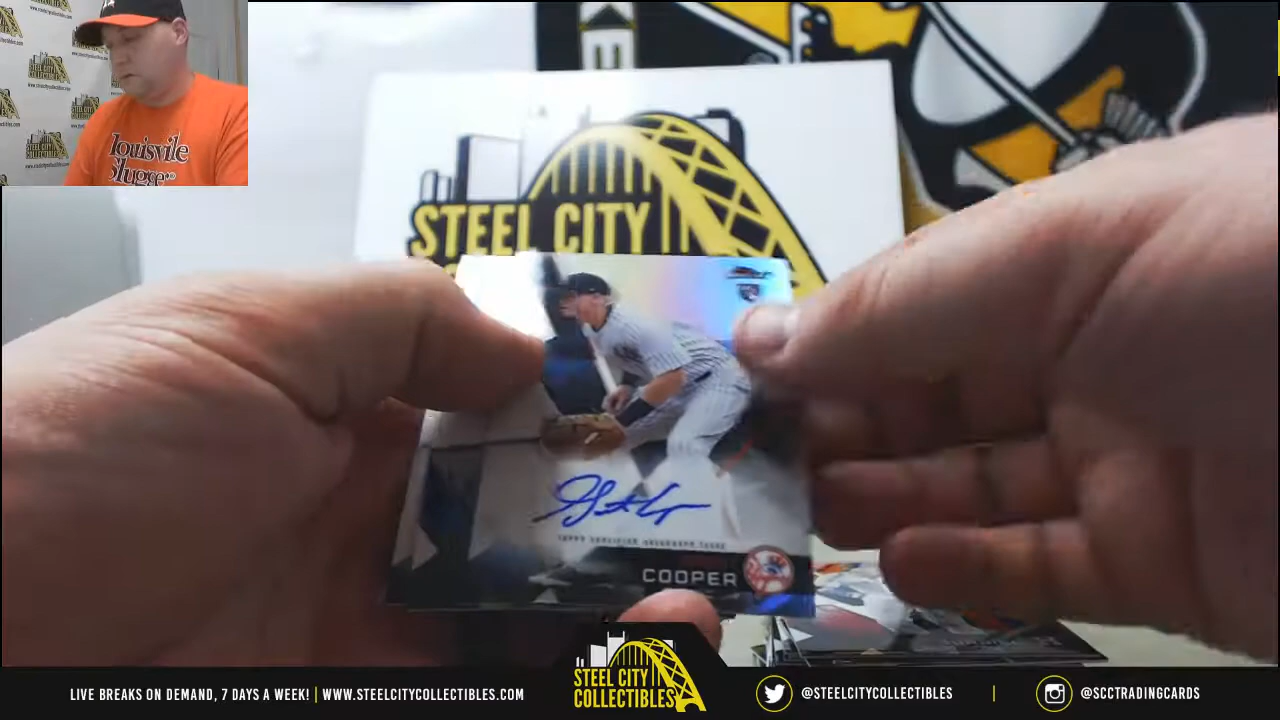 Louisville
Slugger
STEEL CITY
COOPER
STEEL CITY
COLLECTIBLES
LIVE BREAKS ON DEMAND, 7 DAYS A WEEK! | WWW.STEELCITYCOLLECTIBLES.COM
@STEELCITYCOLLECTIBLES | @SCCTRADINGCARDS